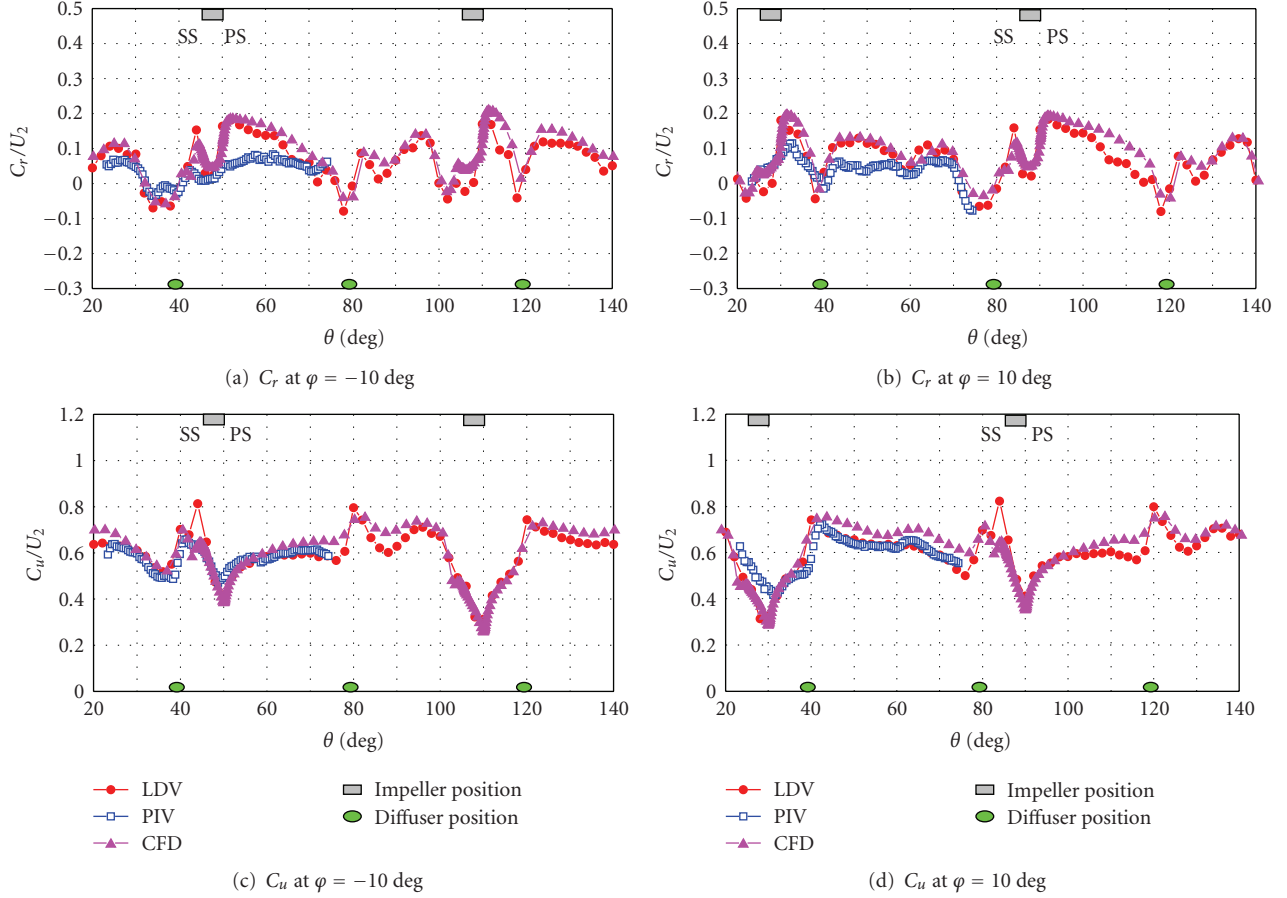 0.5
0.4
0.3
0.2
0.1
0
−0.1
−0.2
−0.3
C_r/U_2
SS PS
20 40 60 80 100 120 140
θ (deg)
(a) C_r at φ = −10 deg
0.5
0.4
0.3
0.2
0.1
0
−0.1
−0.2
−0.3
C_r/U_2
SS PS
20 40 60 80 100 120 140
θ (deg)
(b) C_r at φ = 10 deg
1.2
1
0.8
0.6
0.4
0.2
0
C_u/U_2
SS PS
20 40 60 80 100 120 140
θ (deg)
LDV
PIV
CFD
Impeller position
Diffuser position
(c) C_u at φ = −10 deg
1.2
1
0.8
0.6
0.4
0.2
0
C_u/U_2
SS PS
20 40 60 80 100 120 140
θ (deg)
LDV
PIV
CFD
Impeller position
Diffuser position
(d) C_u at φ = 10 deg